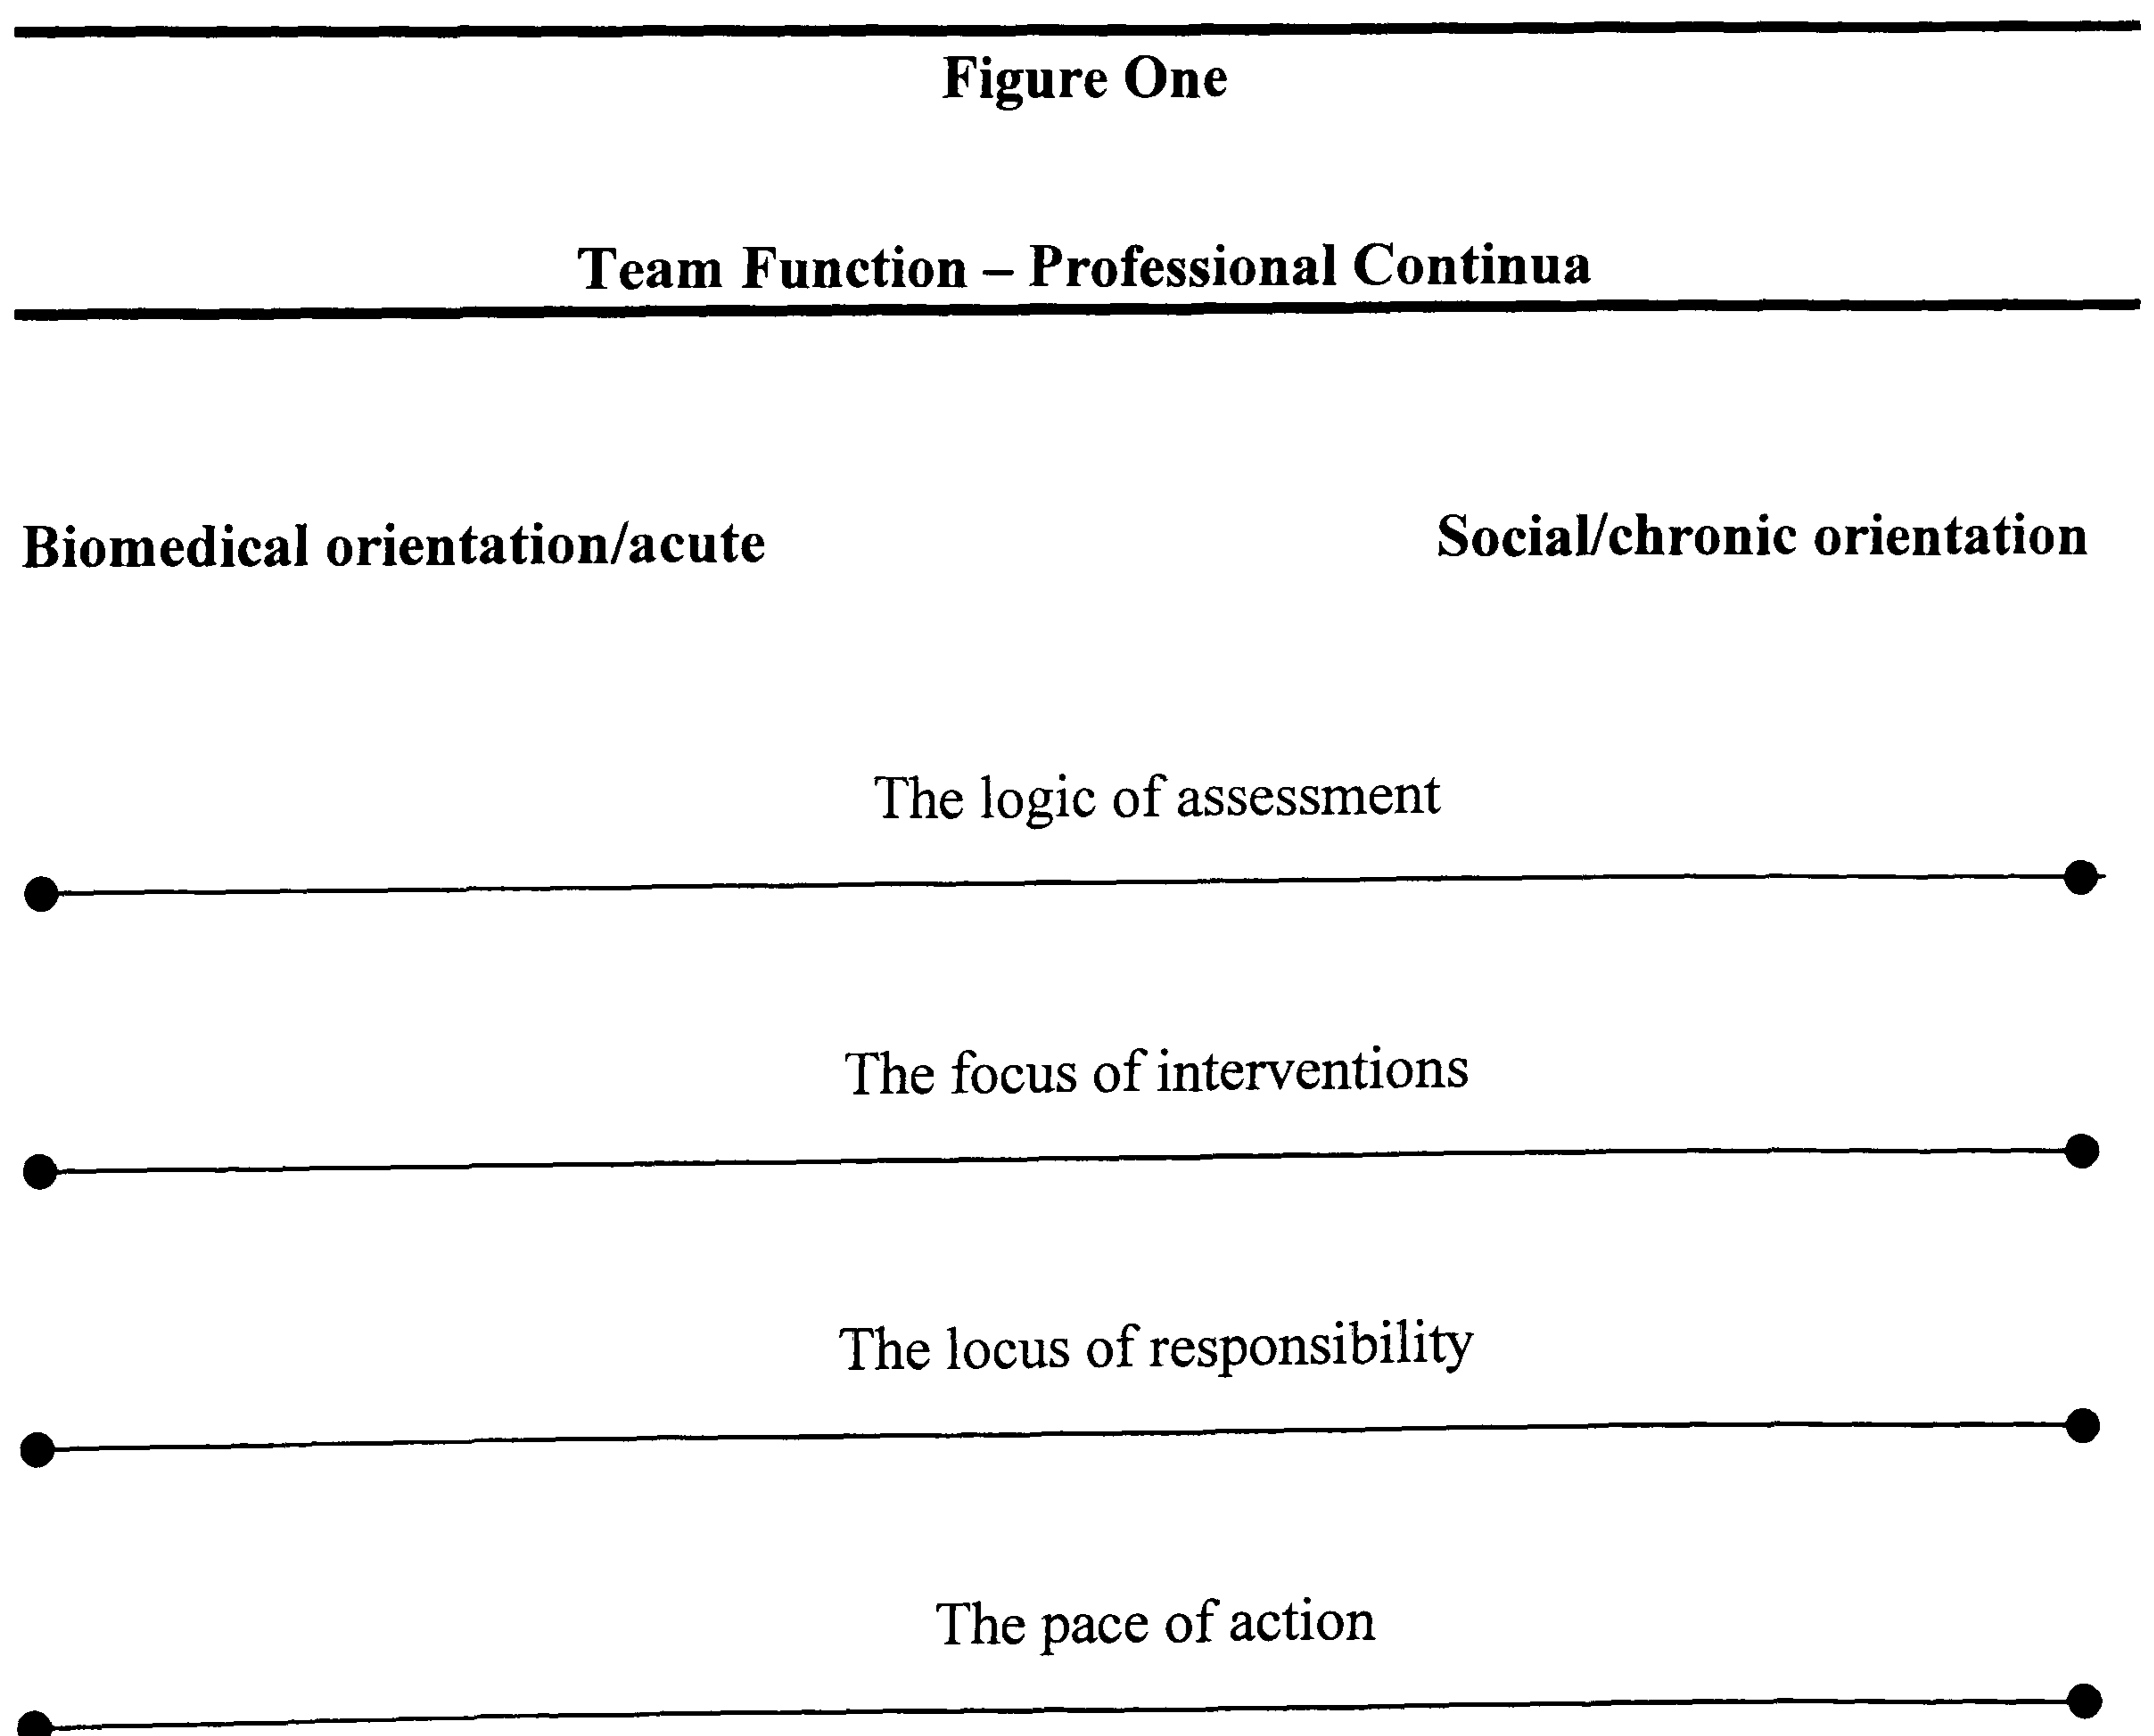 Figure One
Team Function – Professional Continua
Biomedical orientation/acute
Social/chronic orientation
The logic of assessment
The focus of interventions
The locus of responsibility
The pace of action